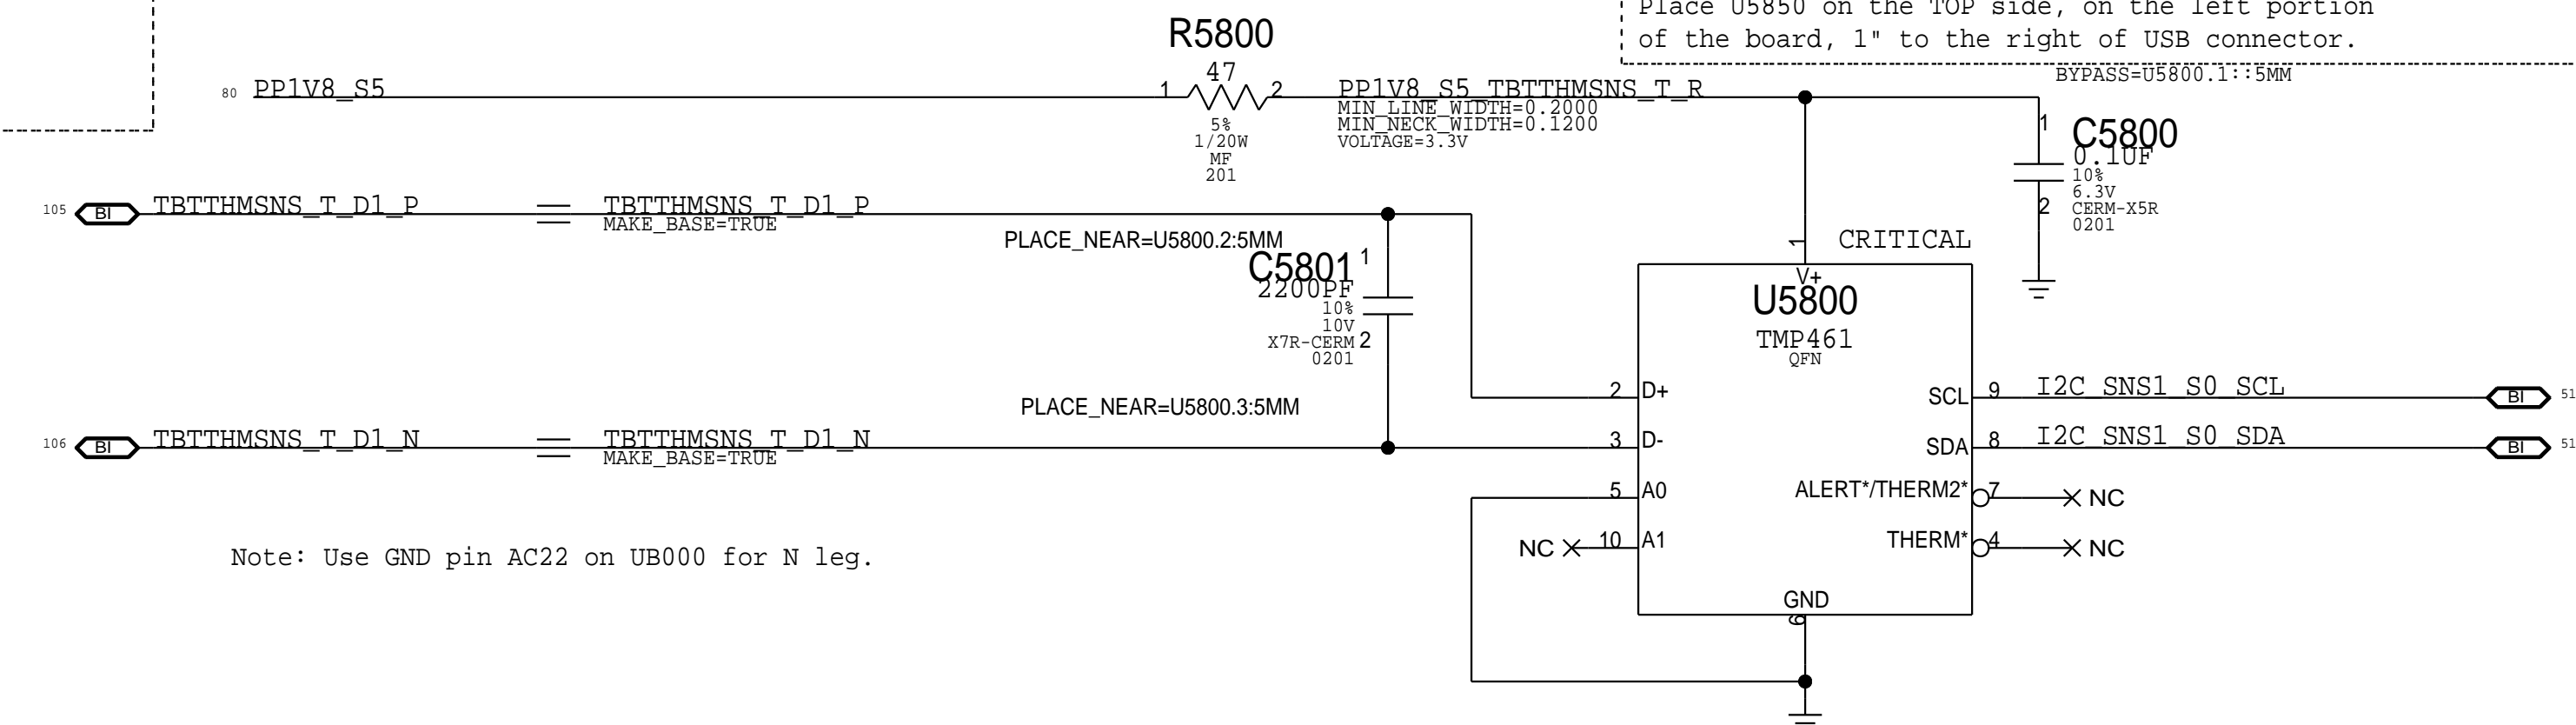 Place U5850 on the TOP side, on the left portion
of the board, 1" to the right of USB connector.
BYPASS=U5800.1::5MM
R5800
47
80 PP1V8_S5 1 2 PP1V8_S5_TBTTHMSNS_T_R
MIN_LINE_WIDTH=0.2000
MIN_NECK_WIDTH=0.1200
VOLTAGE=3.3V
5%
1/20W
MF
201
1
C5800
0.1UF
10%
6.3V
CERM-X5R
0201
2
105 BI TBTTHMSNS_T_D1_P TBTTHMSNS_T_D1_P
MAKE_BASE=TRUE
PLACE_NEAR=U5800.2:5MM
C5801 1
2200PF
10%
10V
X7R-CERM 2
0201
1 CRITICAL
V+
U5800
TMP461
QFN
2 D+
SCL 9 I2C_SNS1_S0_SCL BI 51
PLACE_NEAR=U5800.3:5MM
106 BI TBTTHMSNS_T_D1_N TBTTHMSNS_T_D1_N
MAKE_BASE=TRUE
3 D-
SDA 8 I2C_SNS1_S0_SDA BI 51
5 A0
ALERT*/THERM2* 7 NC
NC 10 A1
THERM* 4 NC
GND
6
Note: Use GND pin AC22 on UB000 for N leg.